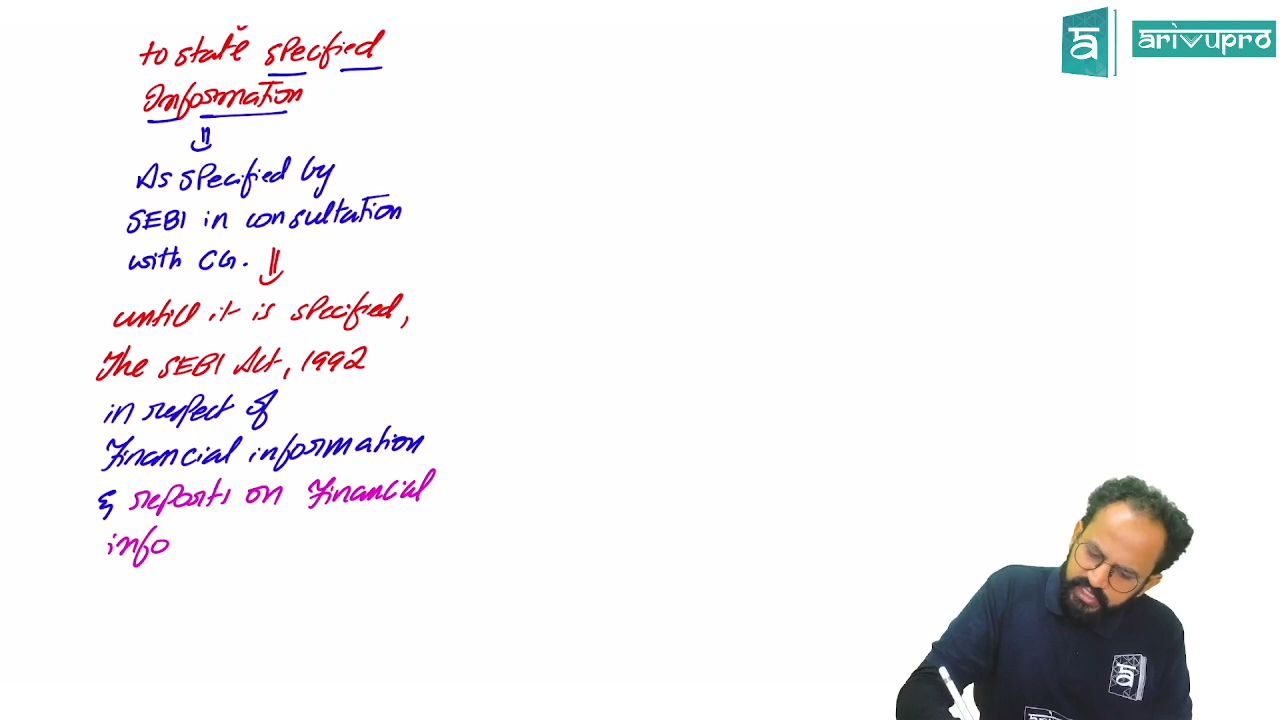 to state specified
Information
As specified by
SEBI in consultation
with CG.
untill it is specified,
The SEBI Act, 1992
in respect of
Financial information
& reports on Financial
info
ā
arivupro
ā